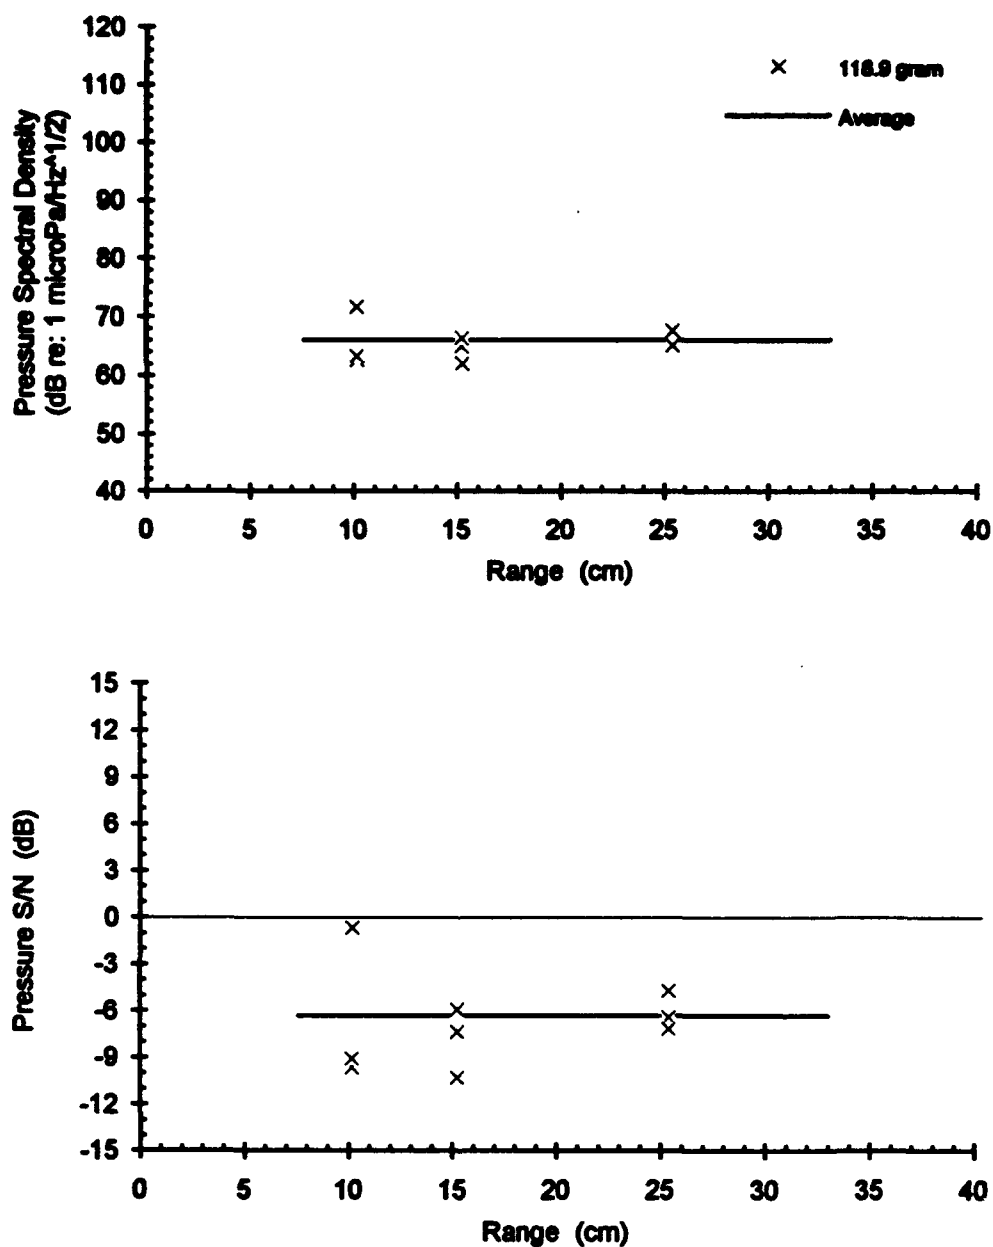 120
110
100
90
80
70
60
50
40
Pressure Spectral Density
(dB re: 1 microPa/Hz^1/2)
118.9 gram
Average
0 5 10 15 20 25 30 35 40
Range (cm)
15
12
9
6
3
0
-3
-6
-9
-12
-15
Pressure S/N (dB)
0 5 10 15 20 25 30 35 40
Range (cm)